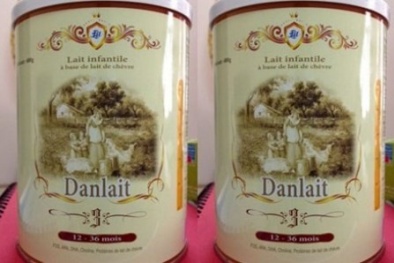 Lait infantile
à base de lait de chèvre
Danlait
3
12 - 36 mois
Lait infantile
à base de lait de chèvre
Danlait
3
12 - 36 mois